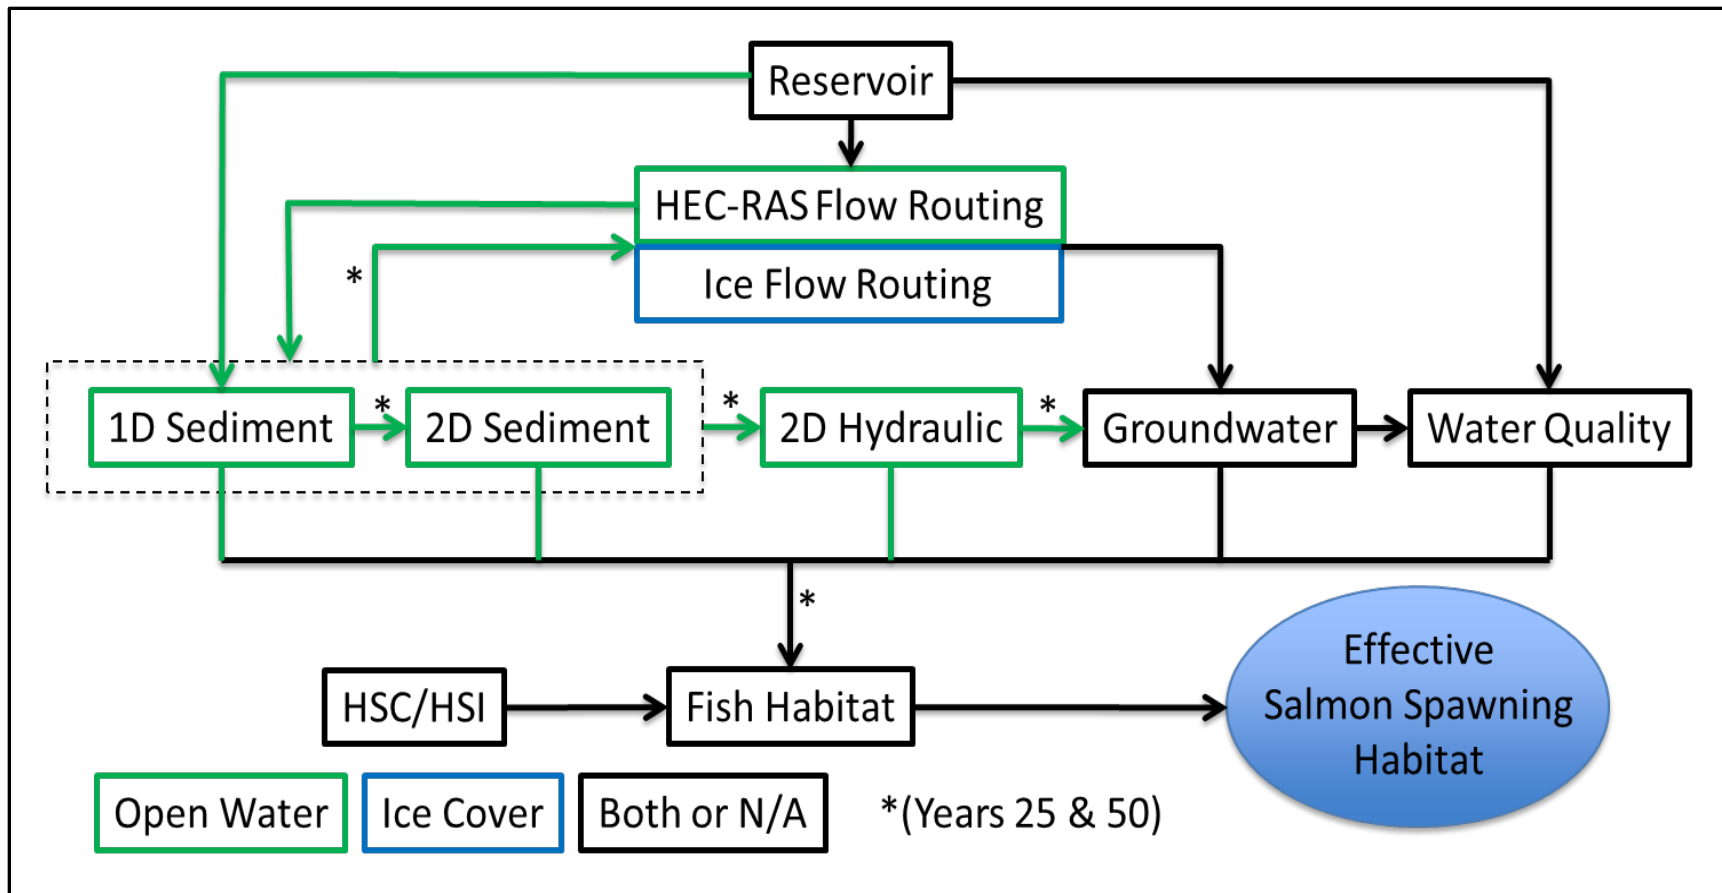 Reservoir
HEC-RAS Flow Routing
*
Ice Flow Routing
1D Sediment
*
2D Sediment
*
2D Hydraulic
*
Groundwater
Water Quality
*
HSC/HSI
Fish Habitat
Effective
Salmon Spawning
Habitat
Open Water
Ice Cover
Both or N/A
*(Years 25 & 50)